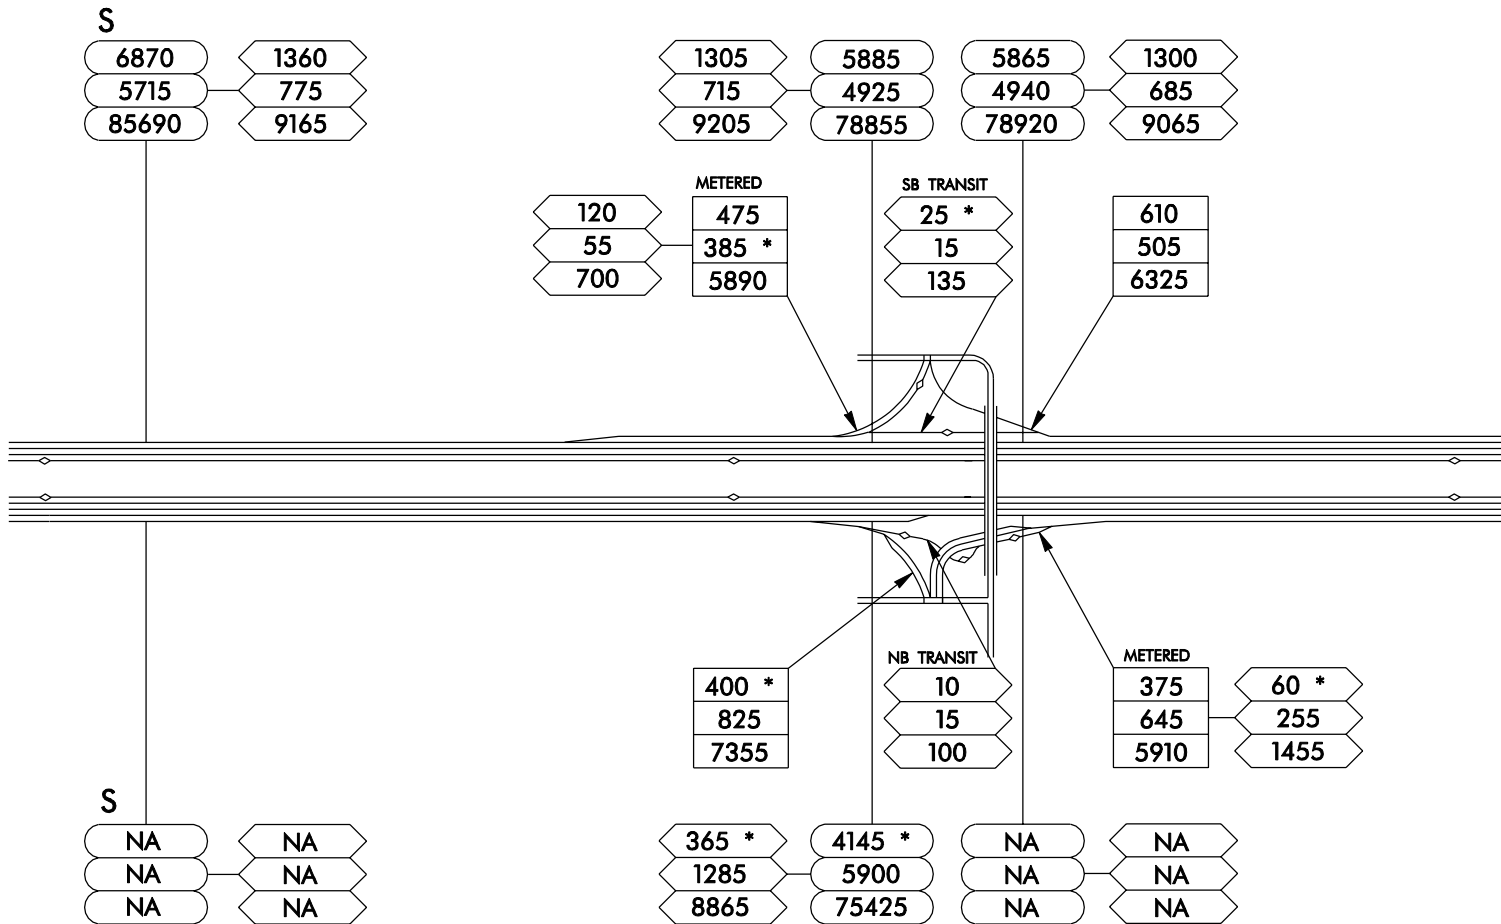 S
6870 1360 1305 5885 5865 1300
5715 775 715 4925 4940 685
85690 9165 9205 78855 78920 9065
METERED SB TRANSIT
120 475 25 * 610
55 385 * 15 505
700 5890 135 6325
NB TRANSIT METERED
400 * 10 375 60 *
825 15 645 255
7355 100 5910 1455
S
NA NA 365 * 4145 * NA NA
NA NA 1285 5900 NA NA
NA NA 8865 75425 NA NA